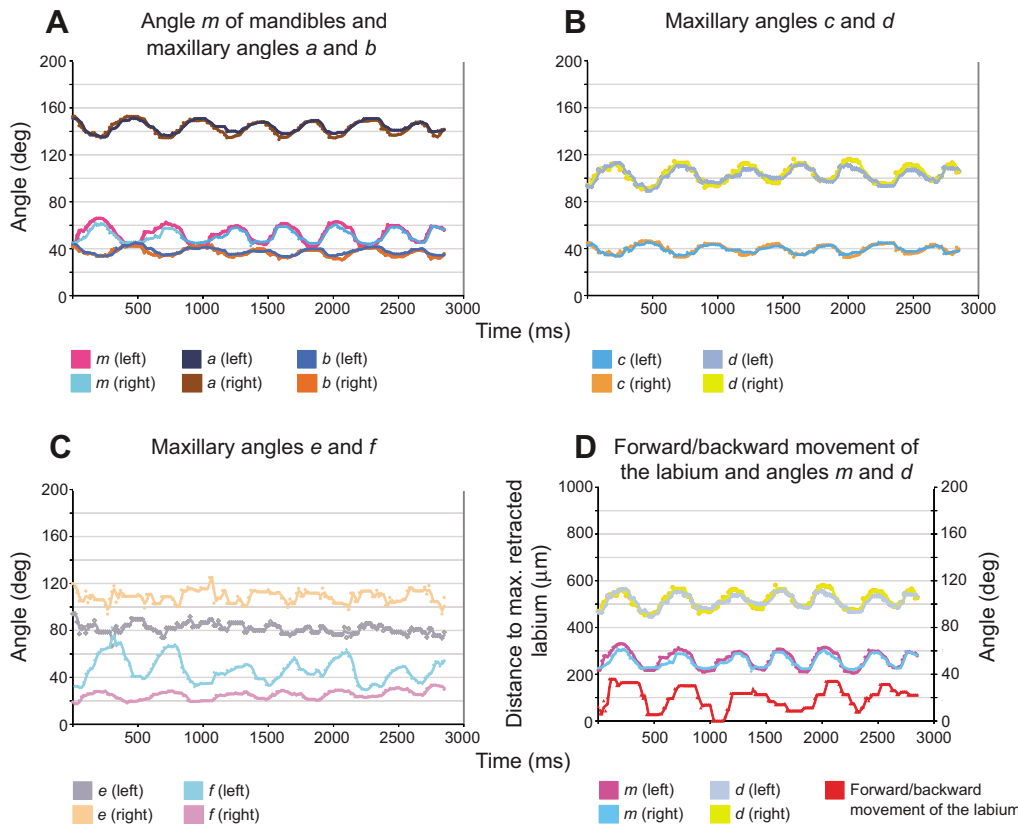 A
Angle m of mandibles and
maxillary angles a and b
B
Maxillary angles c and d
200
160
120
80
40
0
Angle (deg)
0 500 1000 1500 2000 2500 3000
200
160
120
80
40
0
0 500 1000 1500 2000 2500 3000
Time (ms)
m (left) a (left) b (left)
m (right) a (right) b (right)
c (left) d (left)
c (right) d (right)
C
Maxillary angles e and f
D
Forward/backward movement of
the labium and angles m and d
200
160
120
80
40
0
Angle (deg)
0 500 1000 1500 2000 2500 3000
Distance to max. retracted
labium (μm)
1000
800
600
300
200
0
200
160
120
80
40
0
Angle (deg)
500 1000 1500 2000 2500 3000
Time (ms)
e (left) f (left)
e (right) f (right)
m (left) d (left) Forward/backward
m (right) d (right) movement of the labium